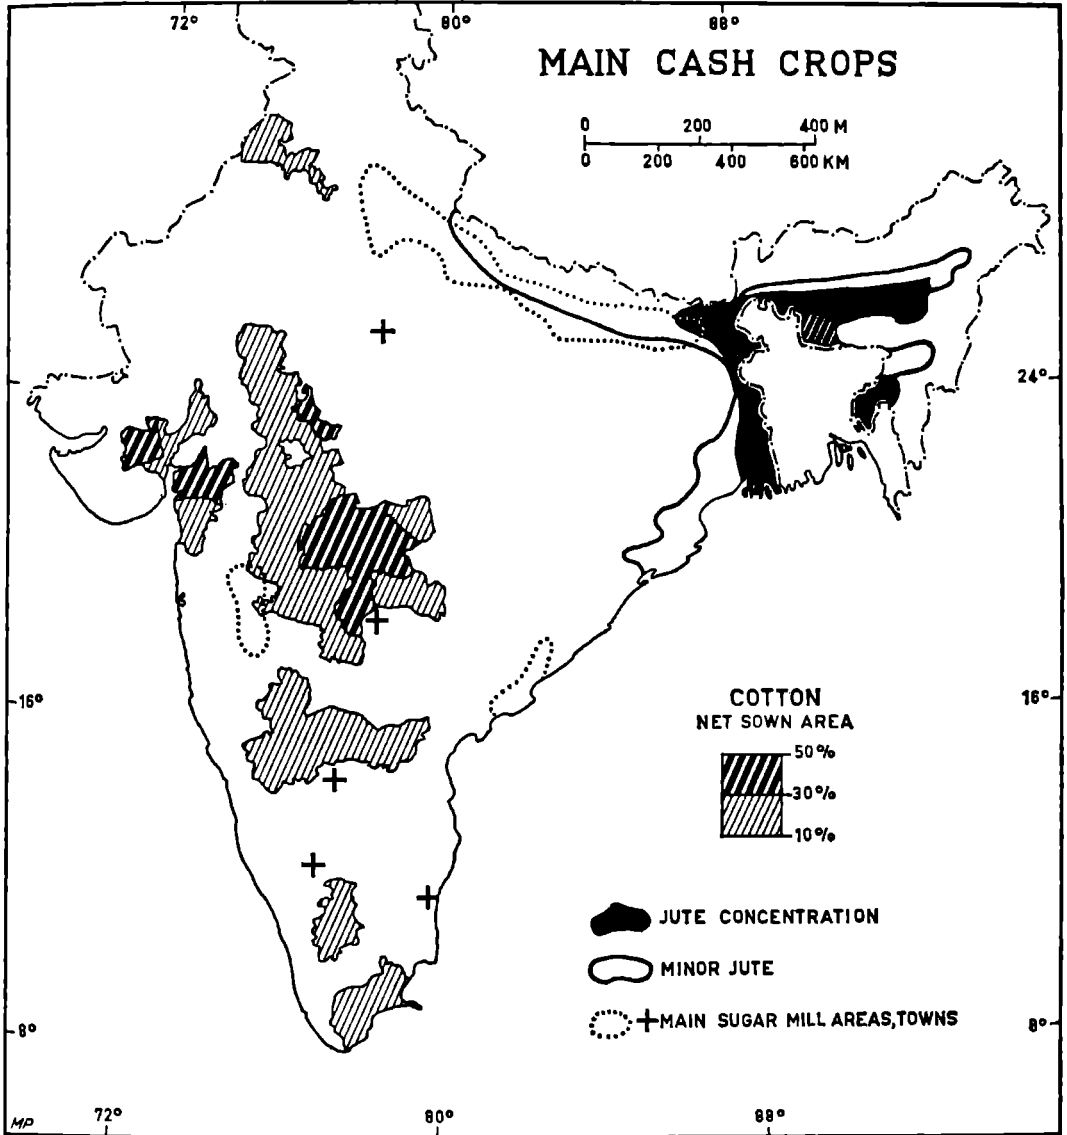 72° 80° 88°
MAIN CASH CROPS
0 200 400 M
0 200 400 600 KM
24°
16° 16°
COTTON
NET SOWN AREA
50%
30%
10%
JUTE CONCENTRATION
MINOR JUTE
MAIN SUGAR MILL AREAS, TOWNS
8° 8°
MP 72° 80° 88°